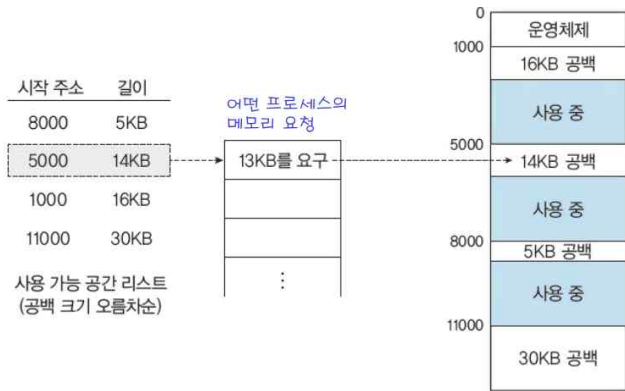 시작 주소 길이
8000 5KB
5000 14KB
1000 16KB
11000 30KB
사용 가능 공간 리스트
(공백 크기 오름차순)
어떤 프로세스의
메모리 요청
13KB를 요구
⋮
0
운영체제
1000
16KB 공백
사용 중
5000
14KB 공백
사용 중
8000
5KB 공백
사용 중
11000
30KB 공백